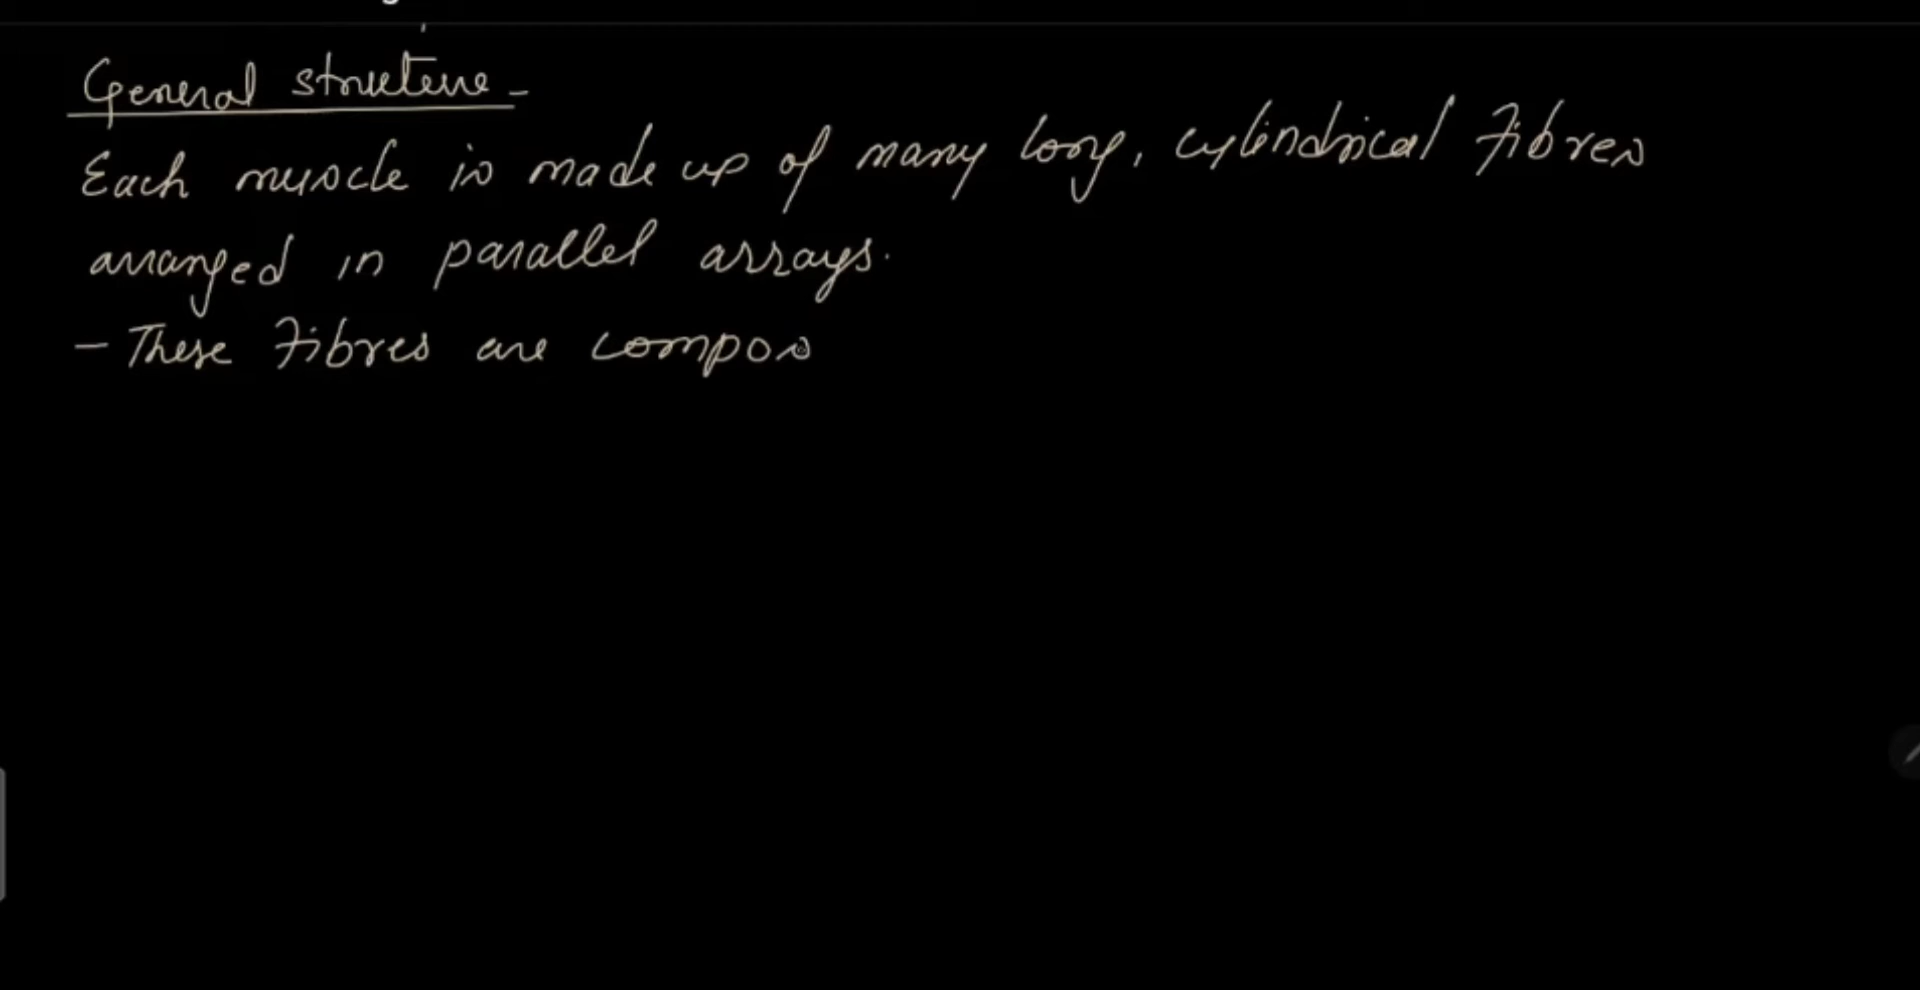 General structure -
Each muscle is made up of many long, cylindrical fibres
arranged in parallel arrays.
- These fibres are compos